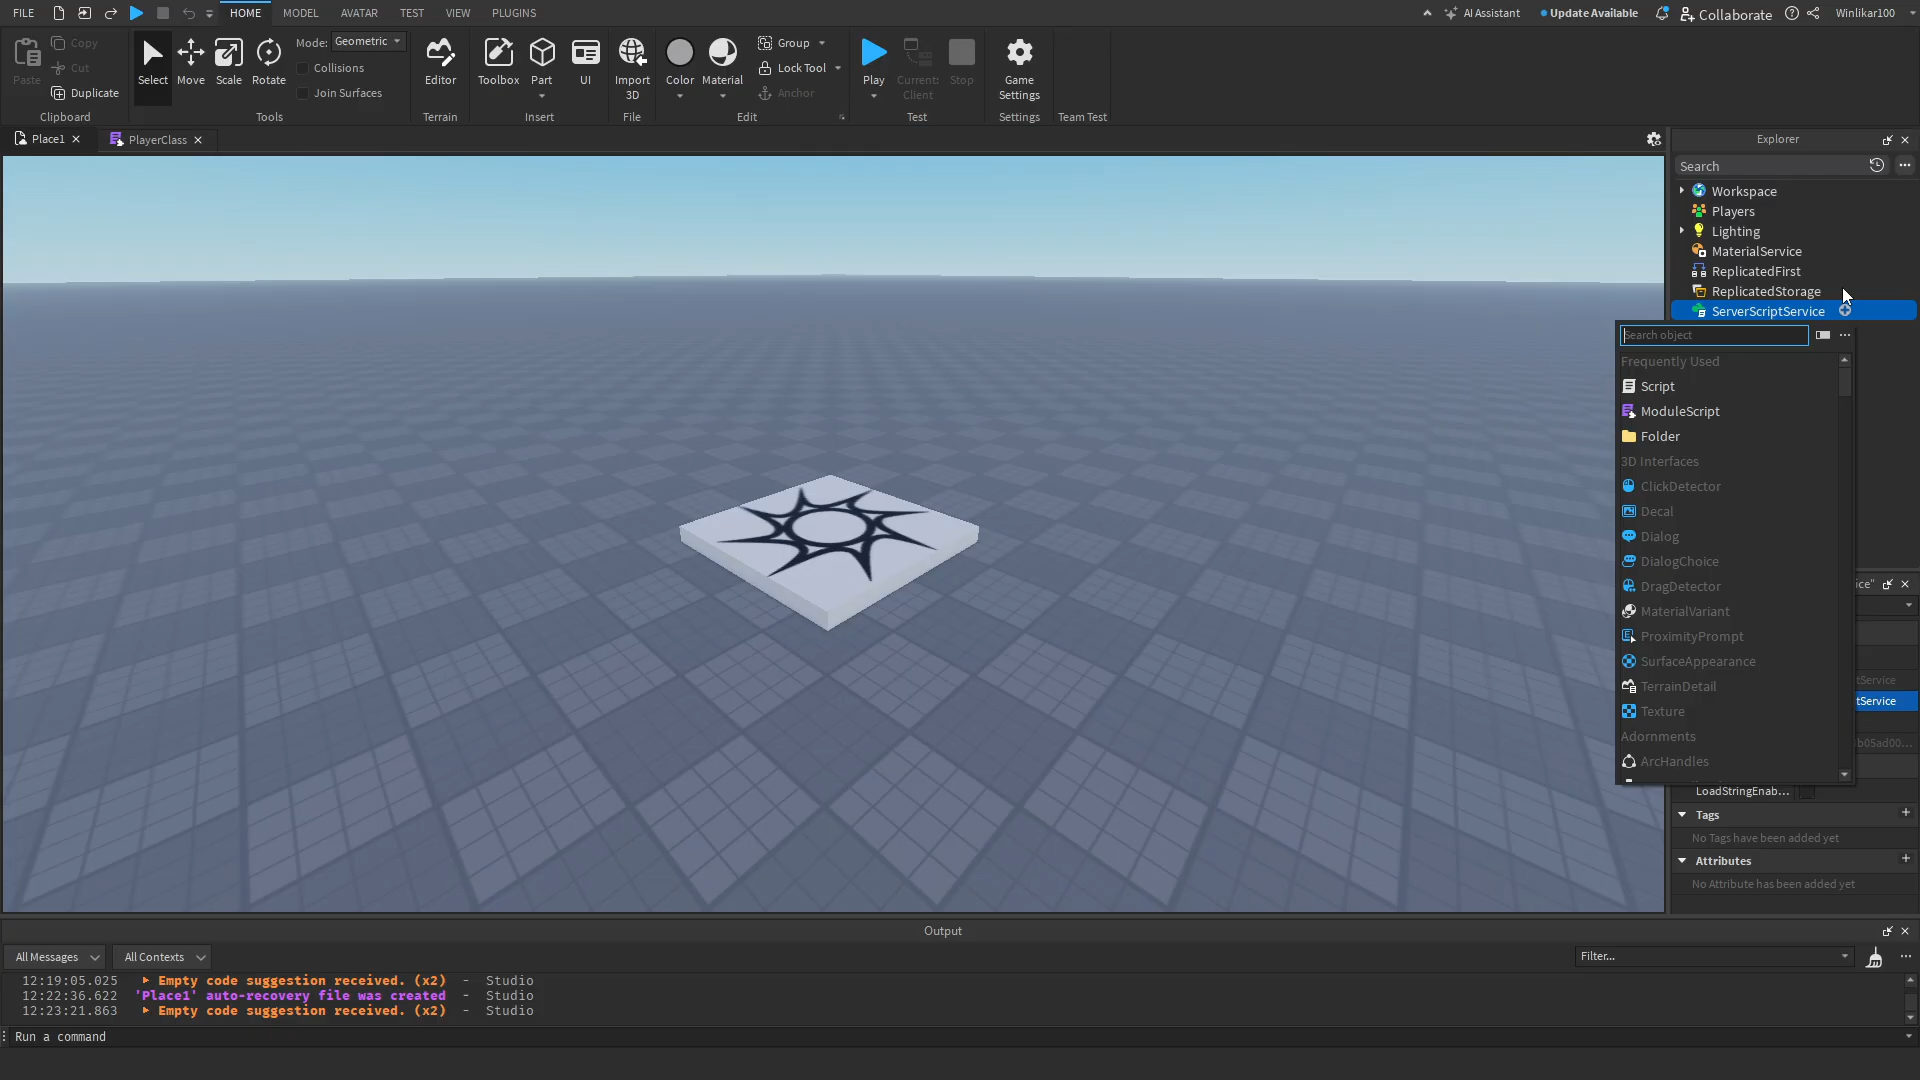 FILE HOME MODEL AVATAR TEST VIEW PLUGINS AI Assistant Update Available Collaborate Winlikar100
Paste Copy Cut Duplicate Clipboard
Select Move Scale Rotate Mode: Geometric Collisions Join Surfaces Tools
Editor Terrain
Toolbox Part UI Insert
Import 3D File
Color Material Group Lock Tool Anchor Edit
Play Current: Client Stop Test
Game Settings Settings
Team Test
Place1 PlayerClass
Explorer
Search
Workspace
Players
Lighting
MaterialService
ReplicatedFirst
ReplicatedStorage
ServerScriptService
Search object
Frequently Used
Script
ModuleScript
Folder
3D Interfaces
ClickDetector
Decal
Dialog
DialogChoice
DragDetector
MaterialVariant
ProximityPrompt
SurfaceAppearance
TerrainDetail
Texture
Adornments
ArcHandles
ice"
tService
tService
b05ad00...
LoadStringEnab...
Tags
No Tags have been added yet
Attributes
No Attribute has been added yet
Output
All Messages All Contexts Filter...
12:19:05.025 Empty code suggestion received. (x2) - Studio
12:22:36.622 'Place1' auto-recovery file was created - Studio
12:23:21.863 Empty code suggestion received. (x2) - Studio
Run a command